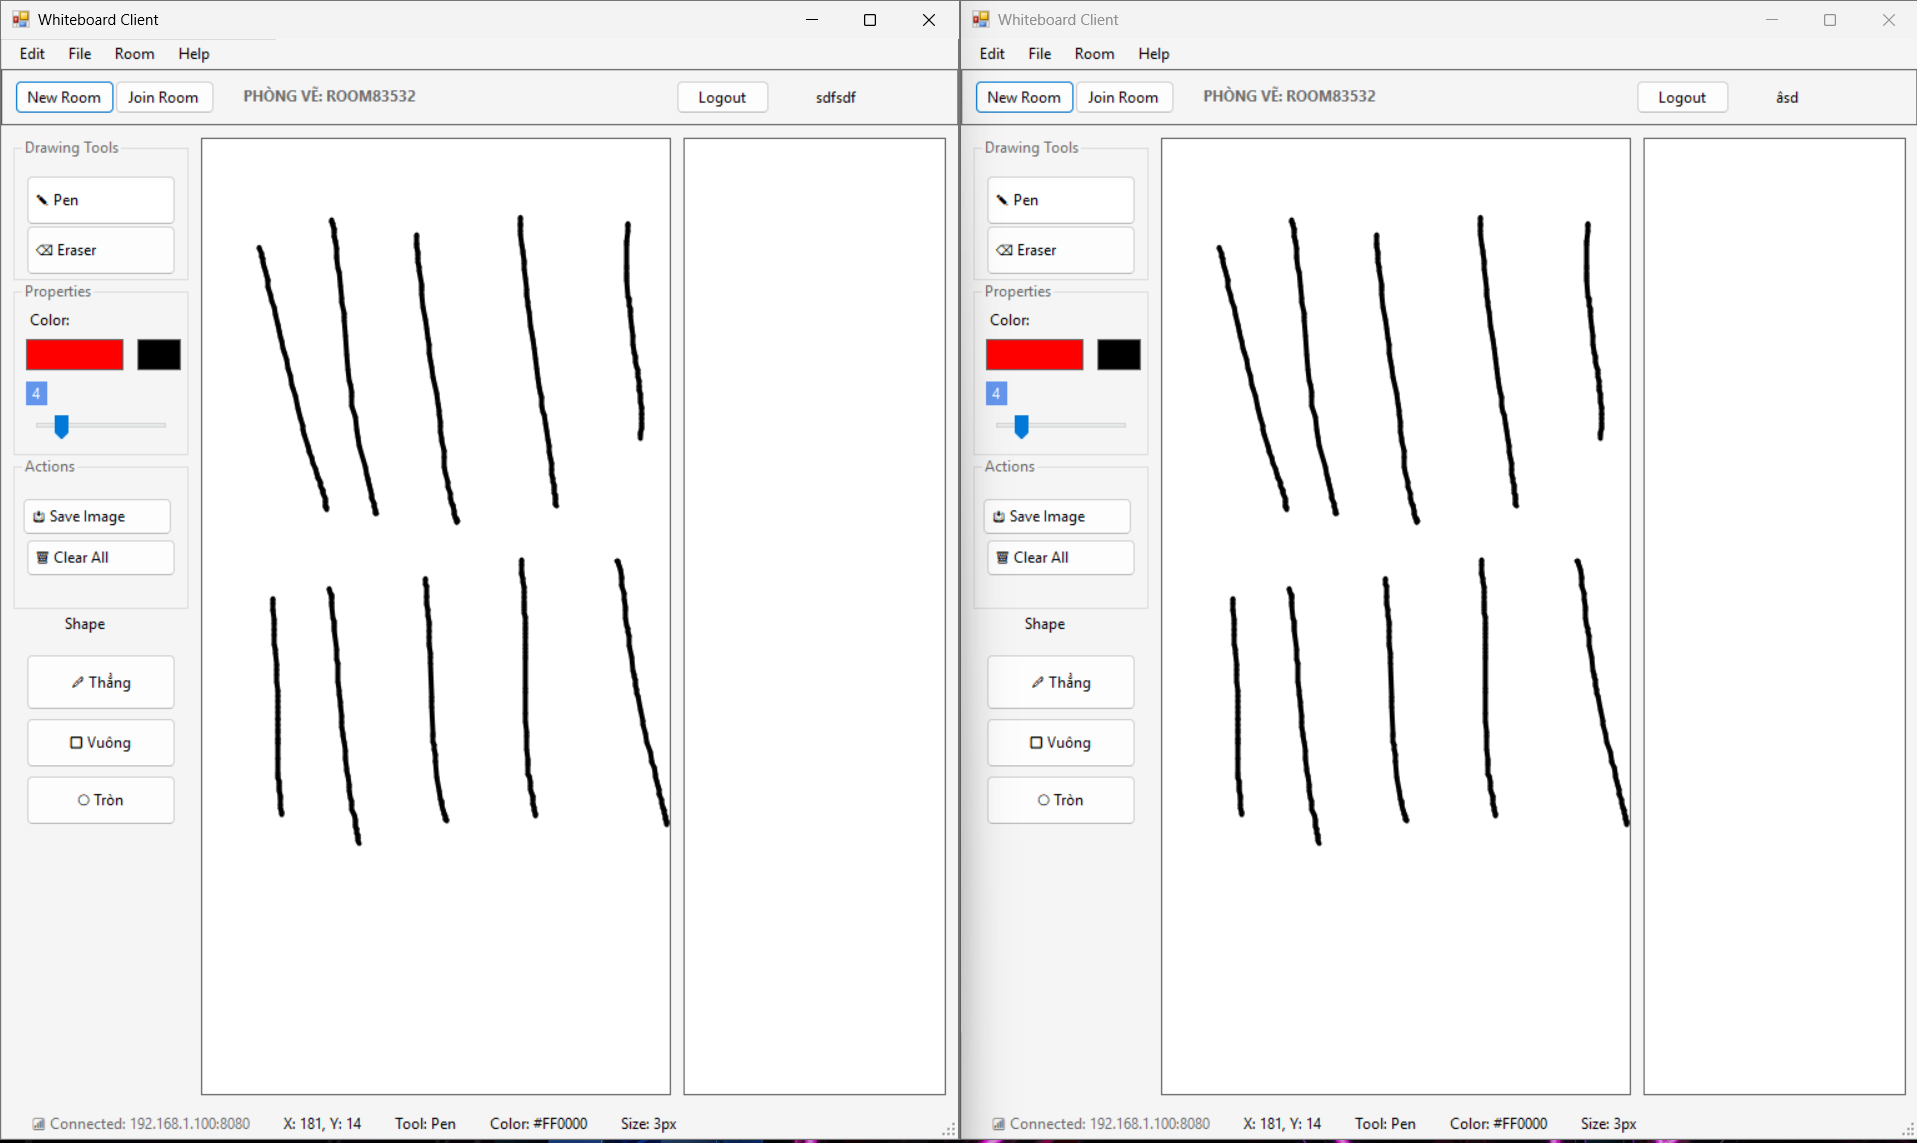 Whiteboard Client
Edit File Room Help
New Room Join Room PHÒNG VẼ: ROOM83532 Logout sdfsdf
Drawing Tools
Pen
Eraser
Properties
Color:
4
Actions
Save Image
Clear All
Shape
Thẳng
Vuông
Tròn
Connected: 192.168.1.100:8080 X: 181, Y: 14 Tool: Pen Color: #FF0000 Size: 3px
Whiteboard Client
Edit File Room Help
New Room Join Room PHÒNG VẼ: ROOM83532 Logout âsd
Drawing Tools
Pen
Eraser
Properties
Color:
4
Actions
Save Image
Clear All
Shape
Thẳng
Vuông
Tròn
Connected: 192.168.1.100:8080 X: 181, Y: 14 Tool: Pen Color: #FF0000 Size: 3px